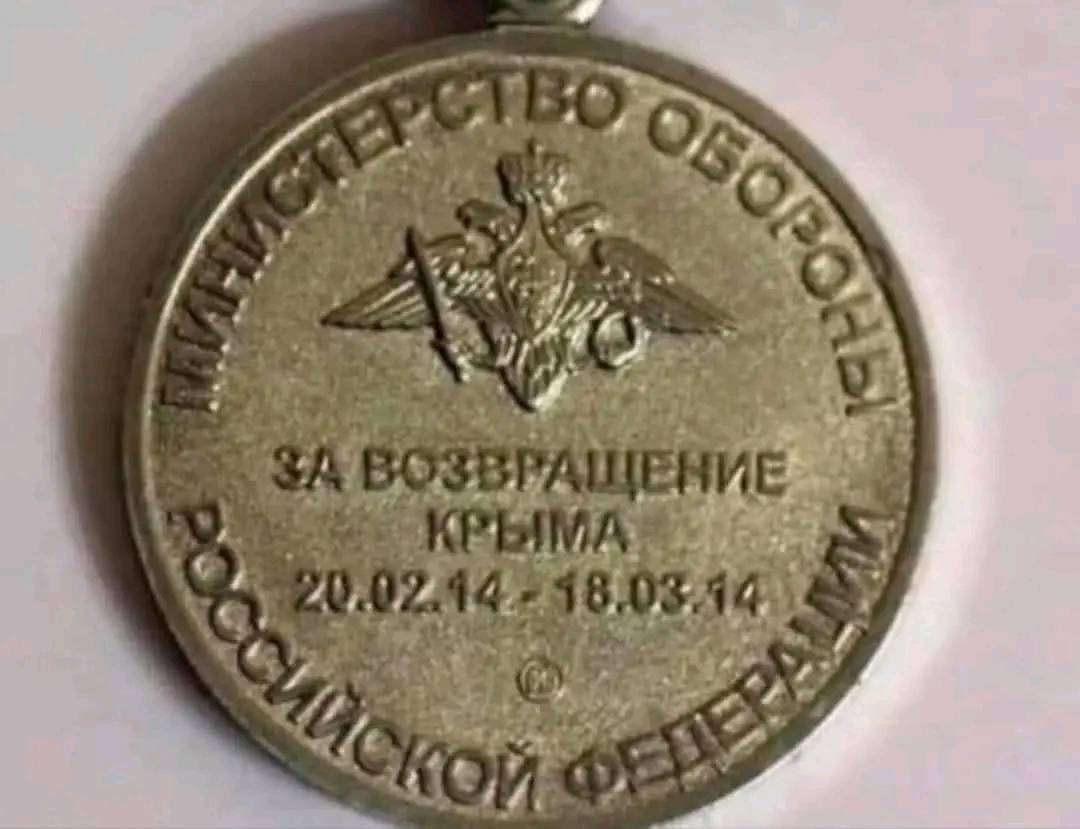 МИНИСТЕРСТВО ОБОРОНЫ
ЗА ВОЗВРАЩЕНИЕ
КРЫМА
20.02.14 - 18.03.14
РОССИЙСКОЙ ФЕДЕРАЦИИ